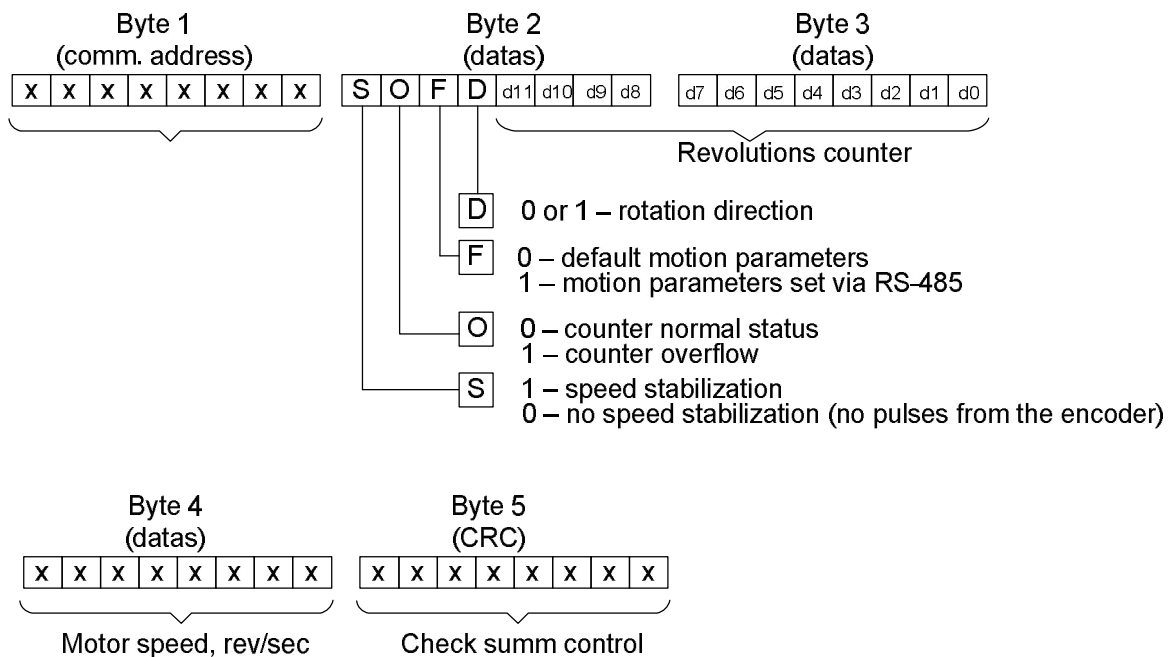 Byte 1 Byte 2 Byte 3
(comm. address) (datas) (datas)
X X X X X X X X S O F D d11 d10 d9 d8 d7 d6 d5 d4 d3 d2 d1 d0
Revolutions counter
D 0 or 1 – rotation direction
F 0 – default motion parameters
1 – motion parameters set via RS-485
O 0 – counter normal status
1 – counter overflow
S 1 – speed stabilization
0 – no speed stabilization (no pulses from the encoder)
Byte 4 Byte 5
(datas) (CRC)
X X X X X X X X X X X X X X X X
Motor speed, rev/sec Check summ control